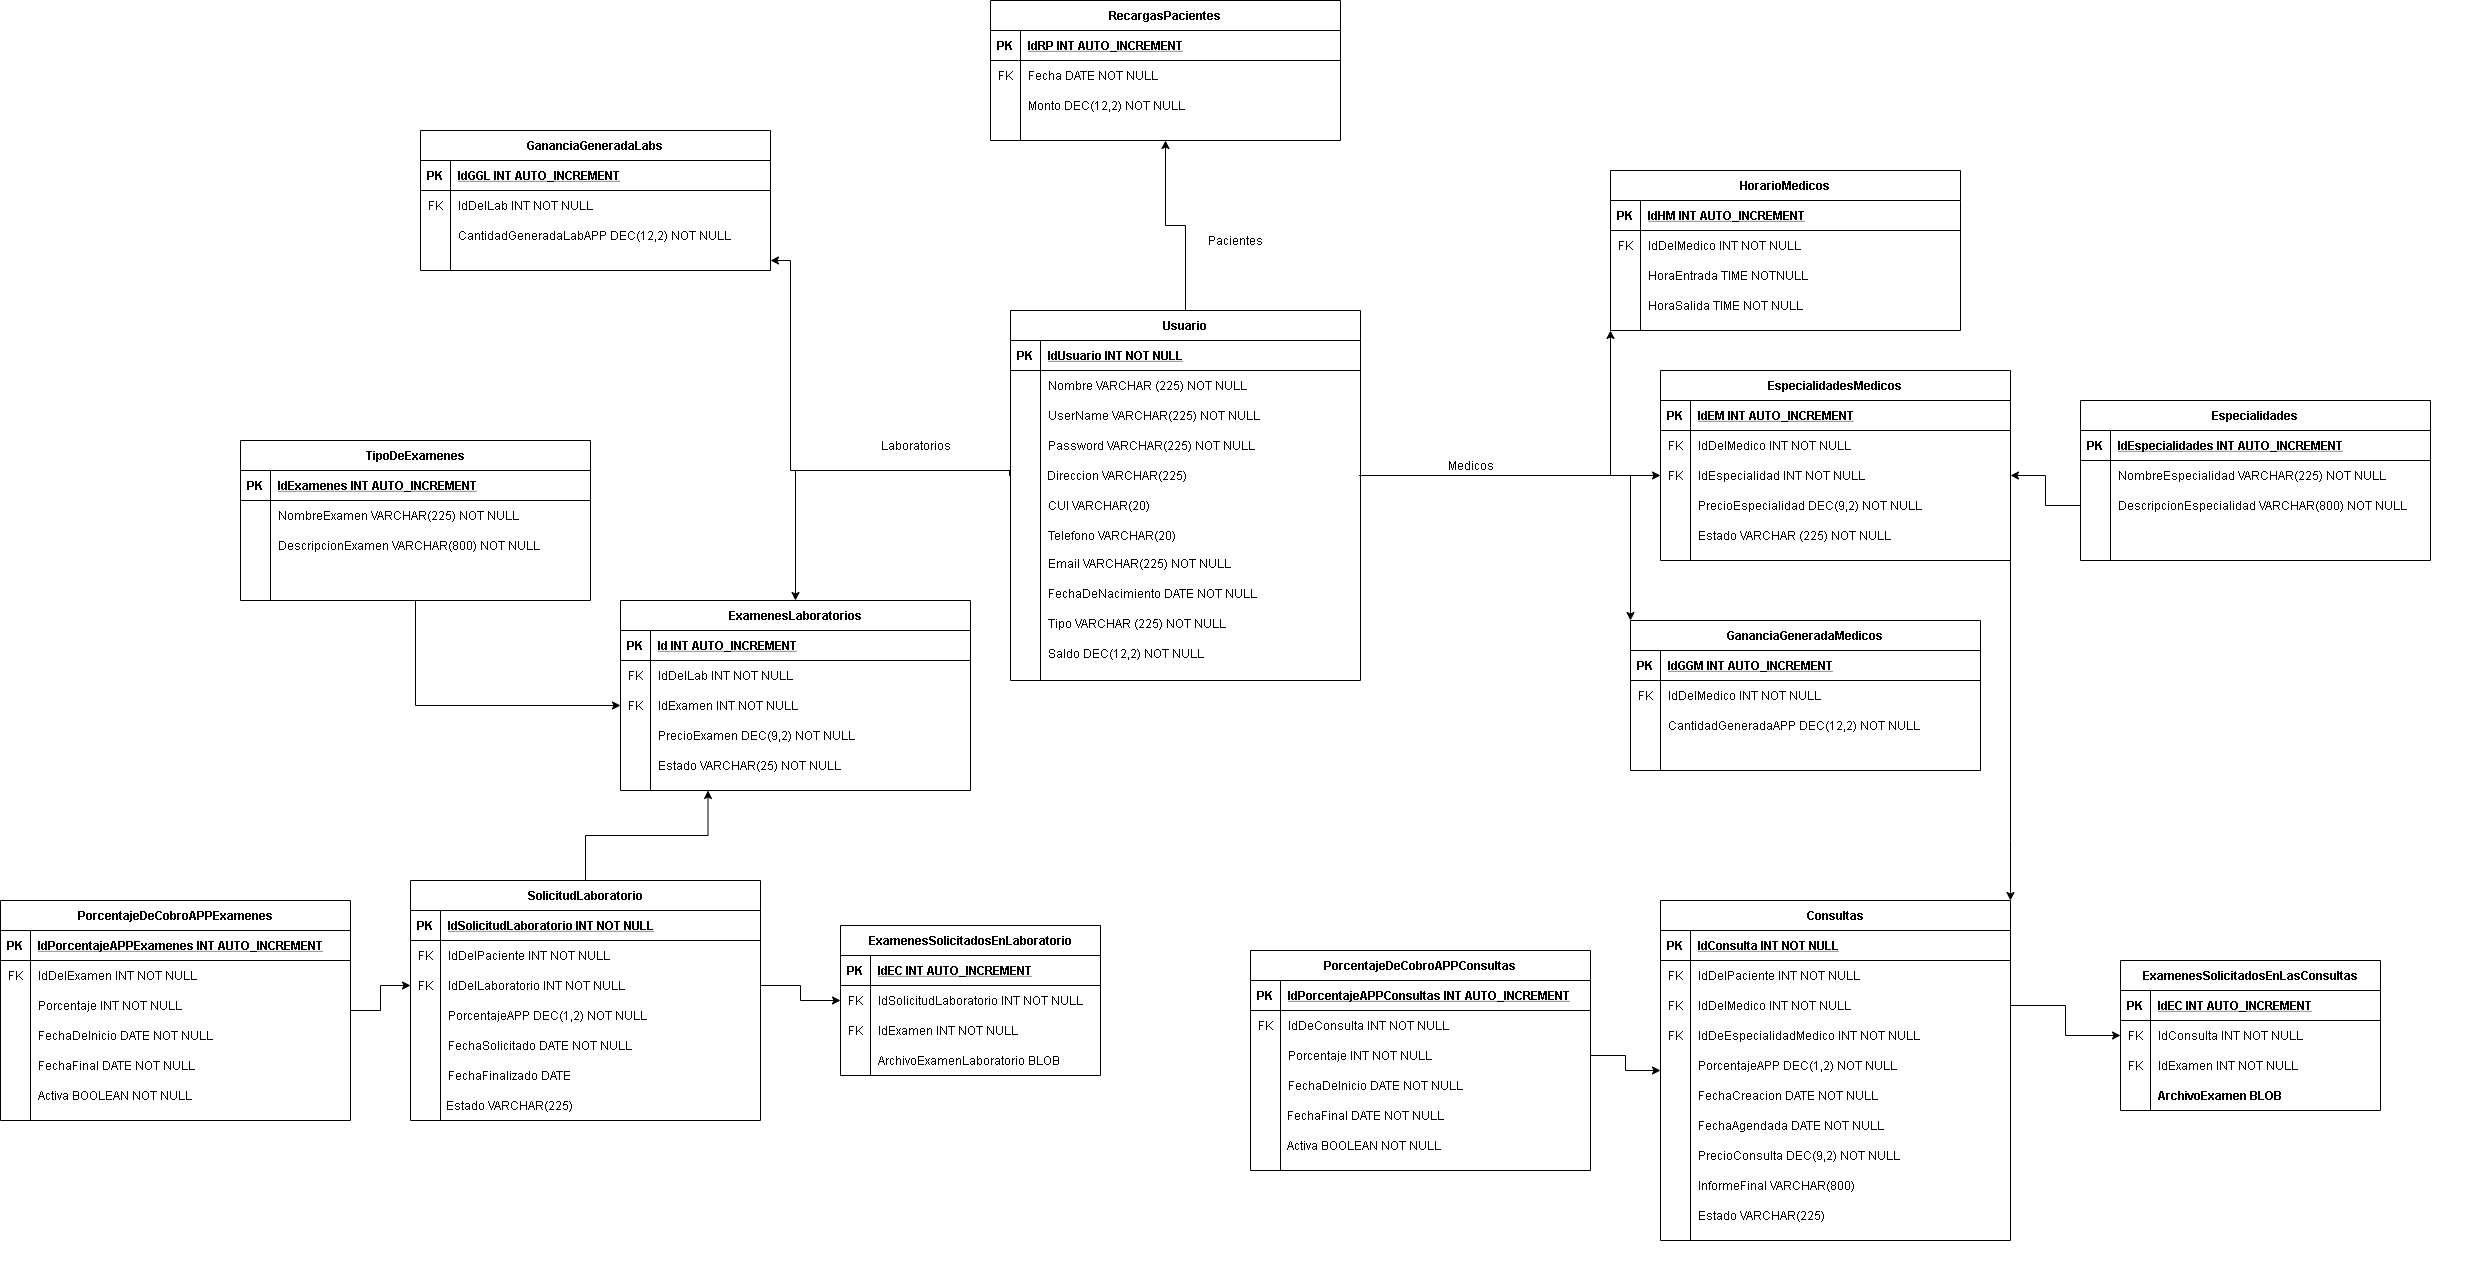 RecargasPacientes
PK IdRP INT AUTO_INCREMENT
FK Fecha DATE NOT NULL
Monto DEC(12,2) NOT NULL
GananciaGeneradaLabs
PK IdGGL INT AUTO_INCREMENT
FK IdDelLab INT NOT NULL
CantidadGeneradaLabAPP DEC(12,2) NOT NULL
Pacientes
HorarioMedicos
PK IdHM INT AUTO_INCREMENT
FK IdDelMedico INT NOT NULL
HoraEntrada TIME NOTNULL
HoraSalida TIME NOT NULL
Usuario
PK IdUsuario INT NOT NULL
Nombre VARCHAR (225) NOT NULL
UserName VARCHAR(225) NOT NULL
Password VARCHAR(225) NOT NULL
Direccion VARCHAR(225)
CUI VARCHAR(20)
Telefono VARCHAR(20)
Email VARCHAR(225) NOT NULL
FechaDeNacimiento DATE NOT NULL
Tipo VARCHAR (225) NOT NULL
Saldo DEC(12,2) NOT NULL
Laboratorios
Medicos
EspecialidadesMedicos
PK IdEM INT AUTO_INCREMENT
FK IdDelMedico INT NOT NULL
FK IdEspecialidad INT NOT NULL
PrecioEspecialidad DEC(9,2) NOT NULL
Estado VARCHAR (225) NOT NULL
Especialidades
PK IdEspecialidades INT AUTO_INCREMENT
NombreEspecialidad VARCHAR(225) NOT NULL
DescripcionEspecialidad VARCHAR(800) NOT NULL
TipoDeExamenes
PK IdExamenes INT AUTO_INCREMENT
NombreExamen VARCHAR(225) NOT NULL
DescripcionExamen VARCHAR(800) NOT NULL
ExamenesLaboratorios
PK Id INT AUTO_INCREMENT
FK IdDelLab INT NOT NULL
FK IdExamen INT NOT NULL
PrecioExamen DEC(9,2) NOT NULL
Estado VARCHAR(25) NOT NULL
GananciaGeneradaMedicos
PK IdGGM INT AUTO_INCREMENT
FK IdDelMedico INT NOT NULL
CantidadGeneradaAPP DEC(12,2) NOT NULL
PorcentajeDeCobroAPPExamenes
PK IdPorcentajeAPPExamenes INT AUTO_INCREMENT
FK IdDelExamen INT NOT NULL
Porcentaje INT NOT NULL
FechaDeInicio DATE NOT NULL
FechaFinal DATE NOT NULL
Activa BOOLEAN NOT NULL
SolicitudLaboratorio
PK IdSolicitudLaboratorio INT NOT NULL
FK IdDelPaciente INT NOT NULL
FK IdDelLaboratorio INT NOT NULL
PorcentajeAPP DEC(1,2) NOT NULL
FechaSolicitado DATE NOT NULL
FechaFinalizado DATE
Estado VARCHAR(225)
ExamenesSolicitadosEnLaboratorio
PK IdEC INT AUTO_INCREMENT
FK IdSolicitudLaboratorio INT NOT NULL
FK IdExamen INT NOT NULL
ArchivoExamenLaboratorio BLOB
PorcentajeDeCobroAPPConsultas
PK IdPorcentajeAPPConsultas INT AUTO_INCREMENT
FK IdDeConsulta INT NOT NULL
Porcentaje INT NOT NULL
FechaDeInicio DATE NOT NULL
FechaFinal DATE NOT NULL
Activa BOOLEAN NOT NULL
Consultas
PK IdConsulta INT NOT NULL
FK IdDelPaciente INT NOT NULL
FK IdDelMedico INT NOT NULL
FK IdDeEspecialidadMedico INT NOT NULL
PorcentajeAPP DEC(1,2) NOT NULL
FechaCreacion DATE NOT NULL
FechaAgendada DATE NOT NULL
PrecioConsulta DEC(9,2) NOT NULL
InformeFinal VARCHAR(800)
Estado VARCHAR(225)
ExamenesSolicitadosEnLasConsultas
PK IdEC INT AUTO_INCREMENT
FK IdConsulta INT NOT NULL
FK IdExamen INT NOT NULL
ArchivoExamen BLOB